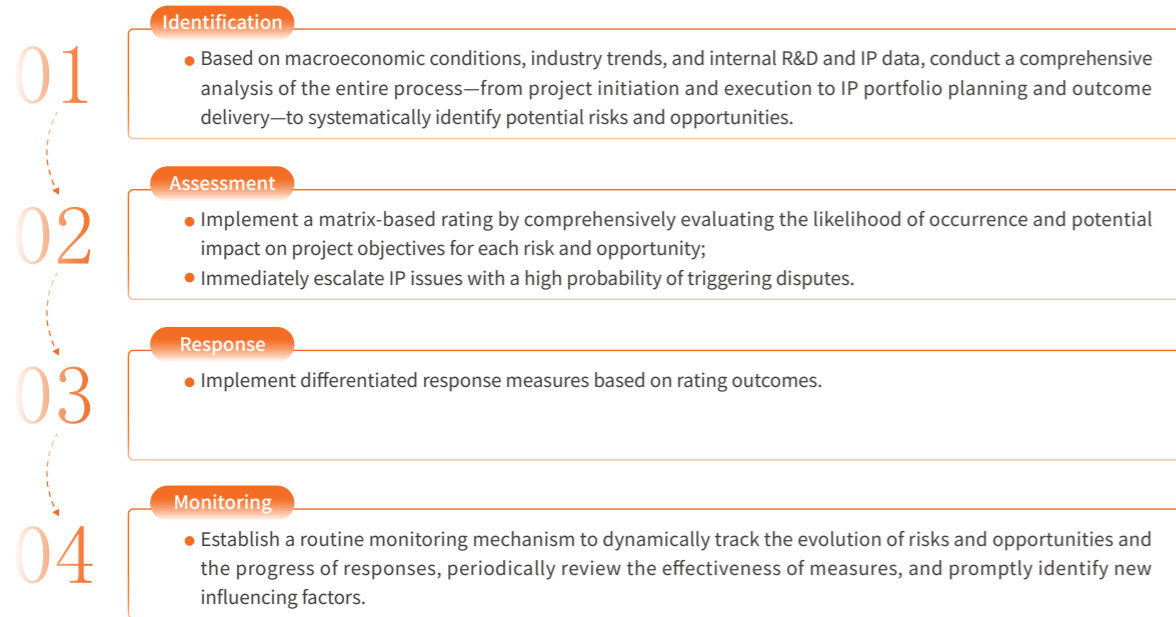 Identification
01
● Based on macroeconomic conditions, industry trends, and internal R&D and IP data, conduct a comprehensive
analysis of the entire process—from project initiation and execution to IP portfolio planning and outcome
delivery—to systematically identify potential risks and opportunities.
Assessment
02
● Implement a matrix-based rating by comprehensively evaluating the likelihood of occurrence and potential
impact on project objectives for each risk and opportunity;
● Immediately escalate IP issues with a high probability of triggering disputes.
Response
03
● Implement differentiated response measures based on rating outcomes.
Monitoring
04
● Establish a routine monitoring mechanism to dynamically track the evolution of risks and opportunities and
the progress of responses, periodically review the effectiveness of measures, and promptly identify new
influencing factors.